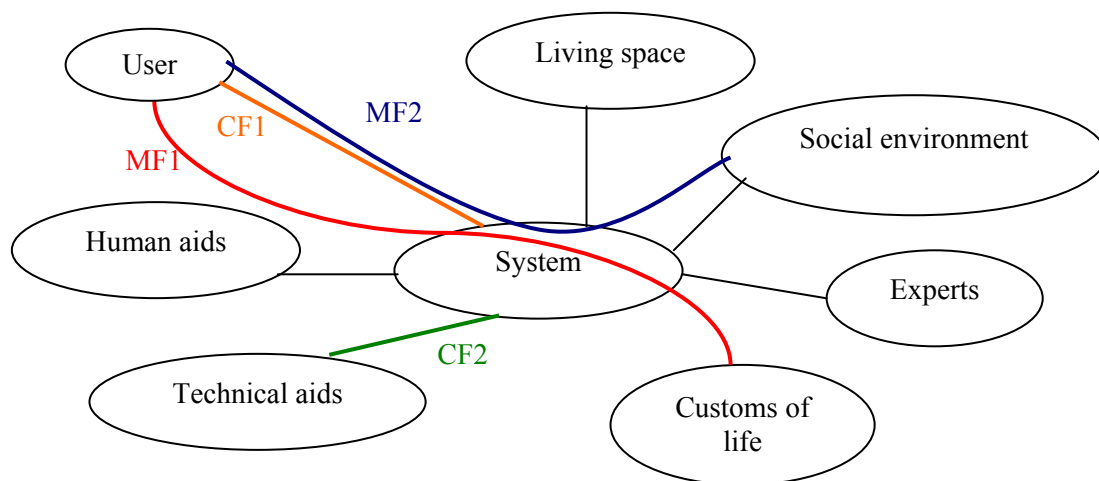 Living space
User
MF2
CF1
Social environment
MF1
Human aids
System
Experts
CF2
Technical aids
Customs of
life